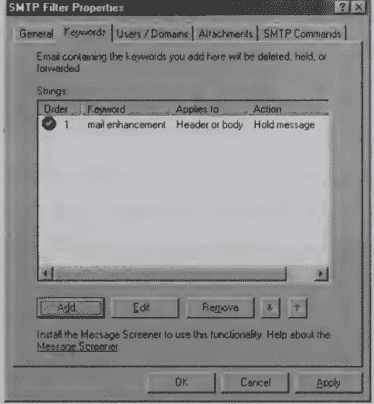 SMTP Filter Properties
? X
General Keywords Users / Domains Attachments SMTP Commands
Email containing the keywords you add here will be deleted, held, or
forwarded
Strings:
Order Keyword Applies to Action
1 mail enhancement Header or body Hold message
Add... Edit Remove
Install the Message Screener to use this functionality. Help about the
Message Screener
OK Cancel Apply